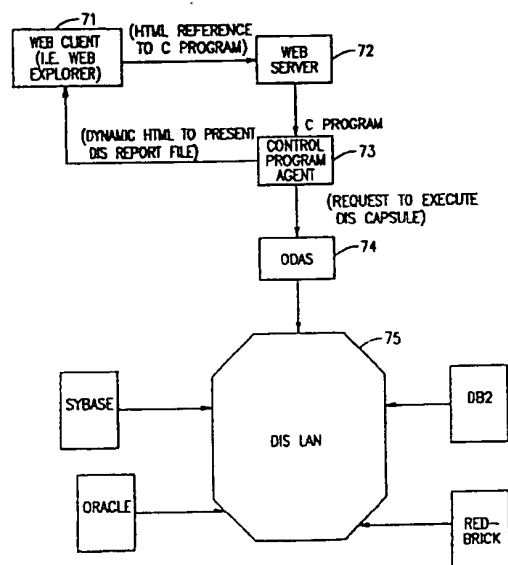 71
WEB CLIENT
(I.E. WEB
EXPLORER)
(HTML REFERENCE
TO C PROGRAM)
WEB
SERVER
72
(DYNAMIC HTML TO PRESENT
DIS REPORT FILE)
C PROGRAM
CONTROL
PROGRAM
AGENT
73
(REQUEST TO EXECUTE
DIS CAPSULE)
ODAS
74
75
SYBASE
DB2
DIS LAN
ORACLE
RED-
BRICK